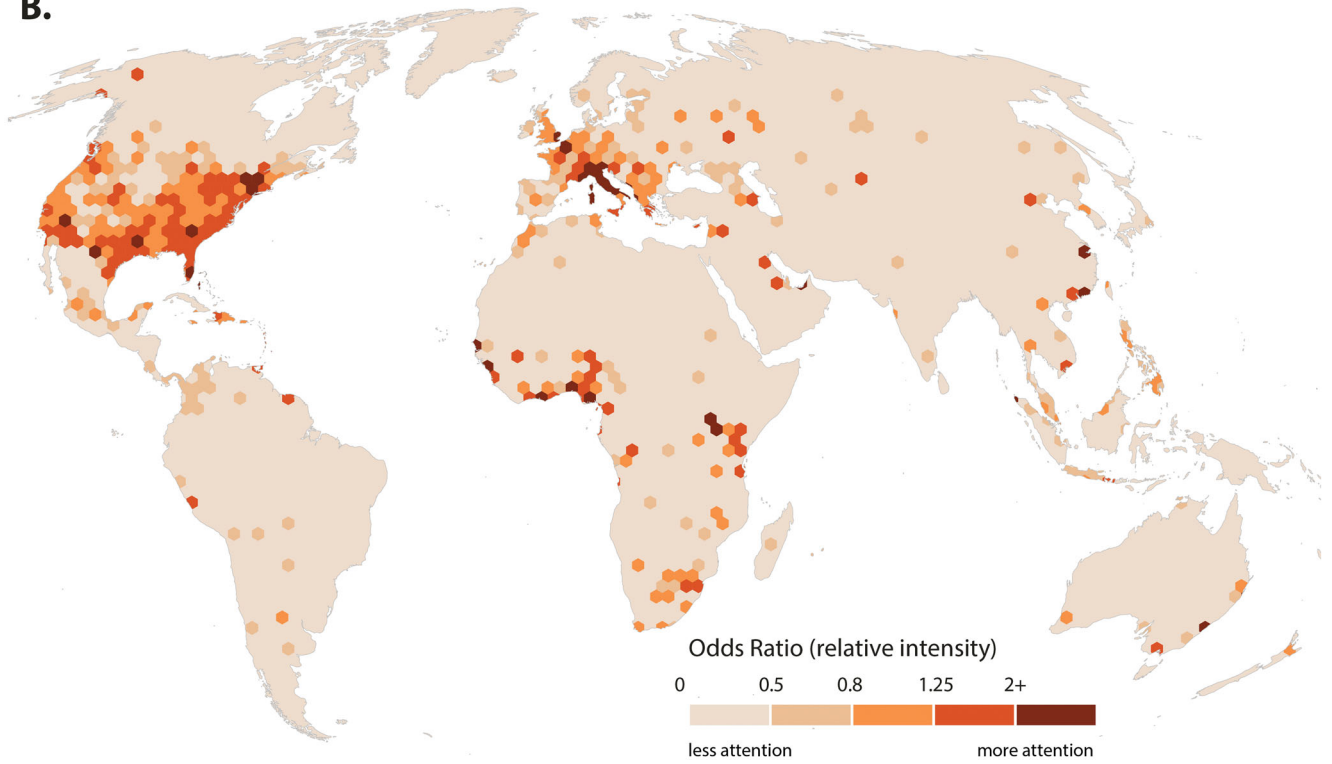 B.
Odds Ratio (relative intensity)
0 0.5 0.8 1.25 2+
less attention more attention